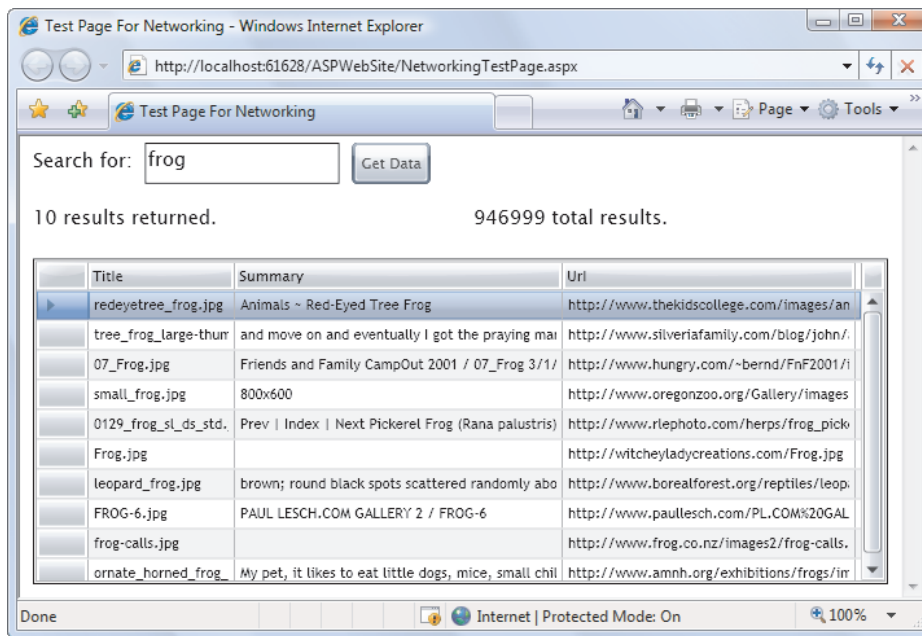 Test Page For Networking - Windows Internet Explorer
http://localhost:61628/ASPWebSite/NetworkingTestPage.aspx
Test Page For Networking
Page
Tools
Search for: frog Get Data
10 results returned. 946999 total results.
Title Summary Url
redeyetree_frog.jpg Animals ~ Red-Eyed Tree Frog http://www.thekidscollege.com/images/an
tree_frog_large-thum and move on and eventually I got the praying mar http://www.silveriafamily.com/blog/john/
07_Frog.jpg Friends and Family CampOut 2001 / 07_Frog 3/1/ http://www.hungry.com/~bernd/FnF2001/i
small_frog.jpg 800x600 http://www.oregonzoo.org/Gallery/images
0129_frog_sl_ds_std. Prev | Index | Next Pickerel Frog (Rana palustris) http://www.rlephoto.com/herps/frog_pick
Frog.jpg http://witcheyladycreations.com/Frog.jpg
leopard_frog.jpg brown; round black spots scattered randomly abo http://www.borealforest.org/reptiles/leop
FROG-6.jpg PAUL LESCH.COM GALLERY 2 / FROG-6 http://www.paullesch.com/PL.COM%20GAL
frog-calls.jpg http://www.frog.co.nz/images2/frog-calls.
ornate_horned_frog_ My pet, it likes to eat little dogs, mice, small chil http://www.amnh.org/exhibitions/frogs/im
Done Internet | Protected Mode: On 100%